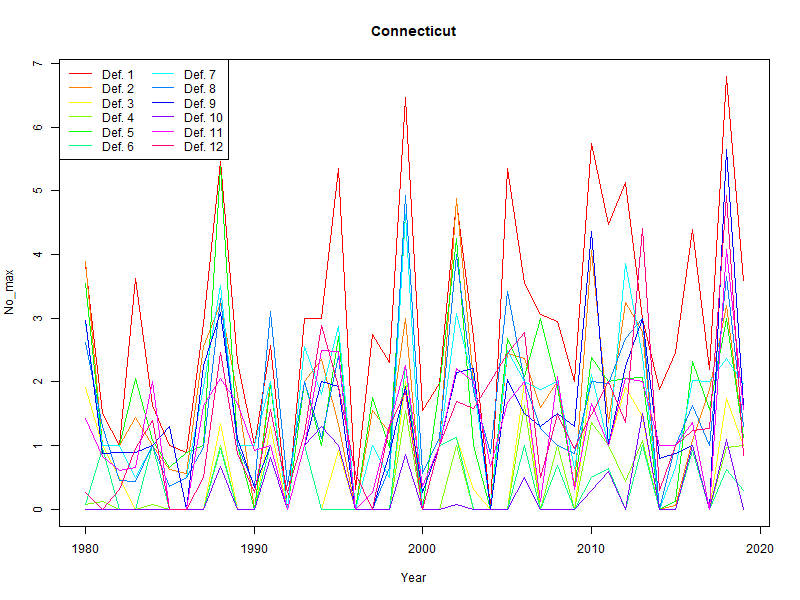 Connecticut
No_max
7
6
5
4
3
2
1
0
Def. 1
Def. 2
Def. 3
Def. 4
Def. 5
Def. 6
Def. 7
Def. 8
Def. 9
Def. 10
Def. 11
Def. 12
1980
1990
2000
2010
2020
Year